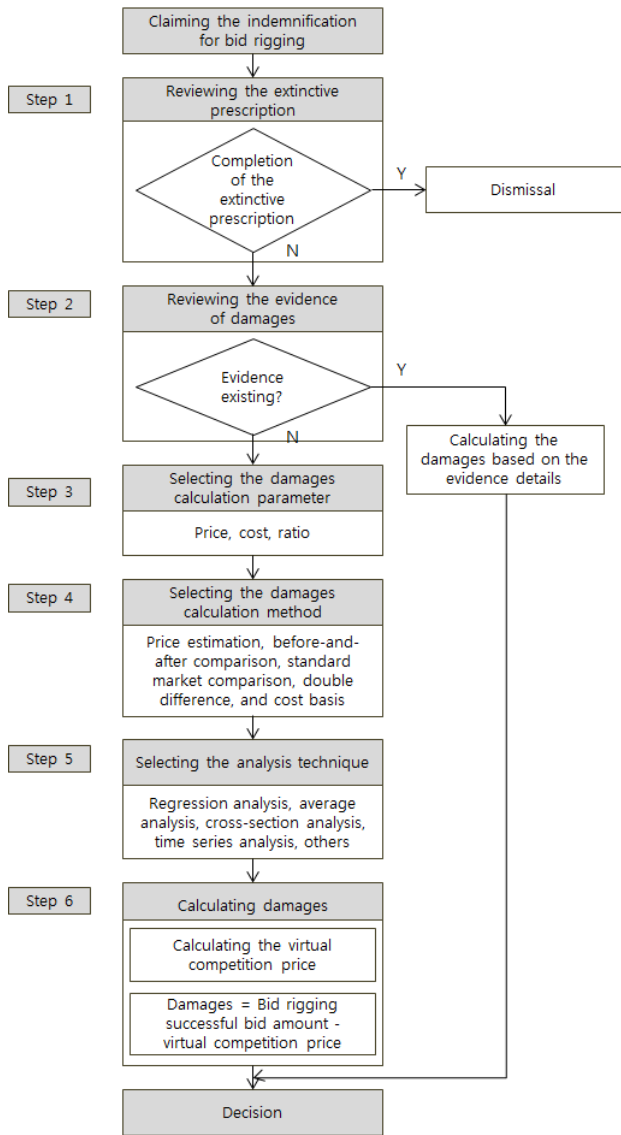 Claiming the indemnification
for bid rigging
Step 1
Reviewing the extinctive
prescription
Completion
of the
extinctive
prescription
Y
Dismissal
N
Step 2
Reviewing the evidence
of damages
Evidence
existing?
Y
N
Calculating the
damages based on the
evidence details
Step 3
Selecting the damages
calculation parameter
Price, cost, ratio
Step 4
Selecting the damages
calculation method
Price estimation, before-and-
after comparison, standard
market comparison, double
difference, and cost basis
Step 5
Selecting the analysis technique
Regression analysis, average
analysis, cross-section analysis,
time series analysis, others
Step 6
Calculating damages
Calculating the virtual
competition price
Damages = Bid rigging
successful bid amount -
virtual competition price
Decision